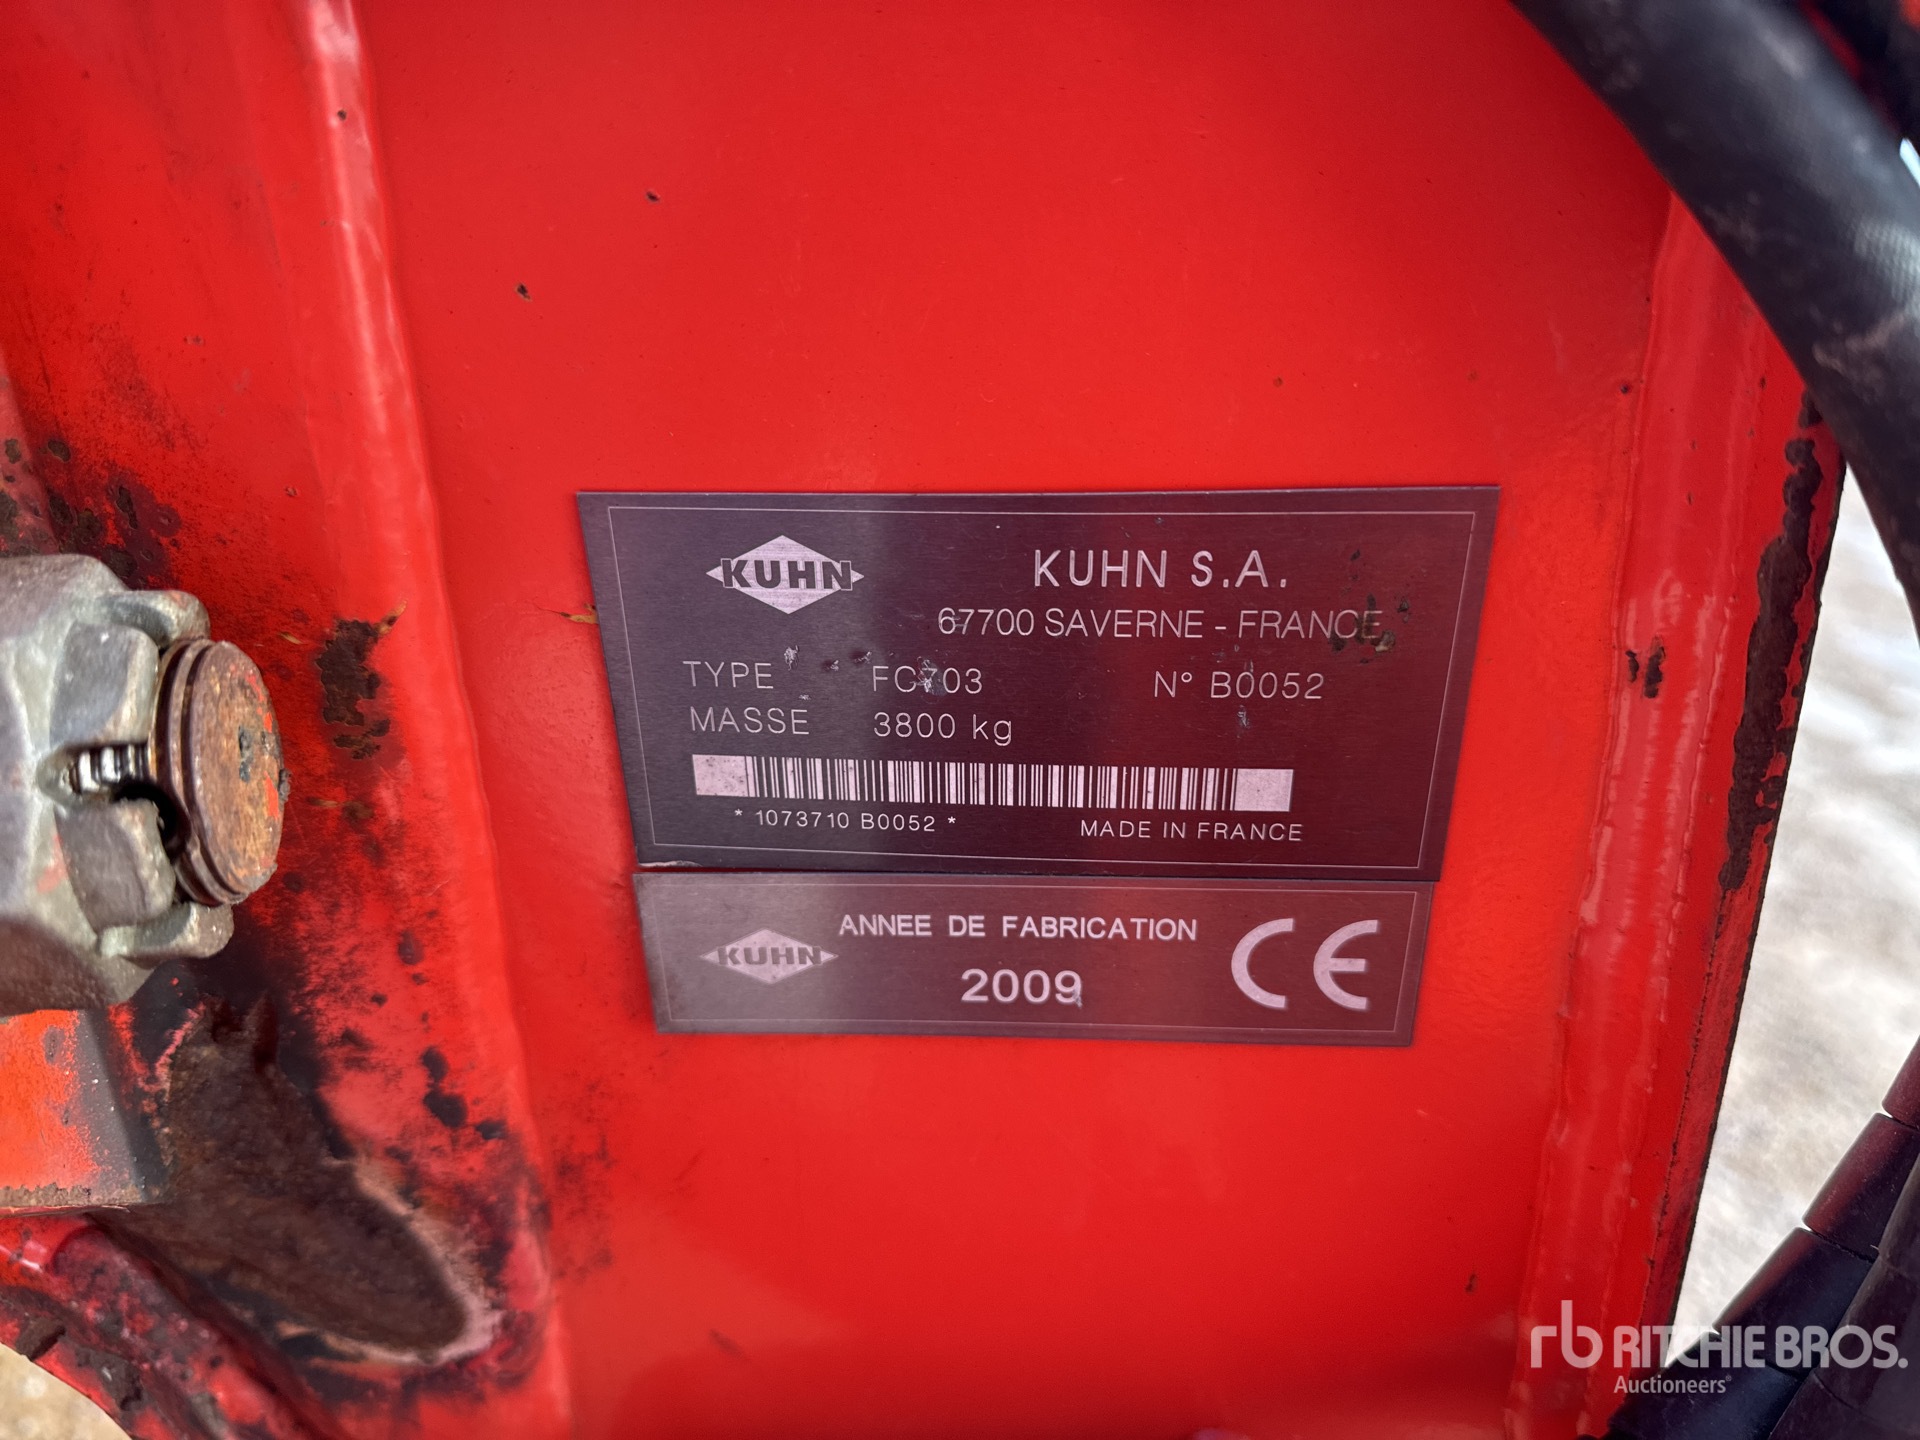 KUHN
KUHN S.A.
67700 SAVERNE - FRANCE
TYPE FC703 N° B0052
MASSE 3800 kg
* 1073710 B0052 *
MADE IN FRANCE
KUHN
ANNEE DE FABRICATION
2009
CE
rb RITCHIE BROS.
Auctioneers®